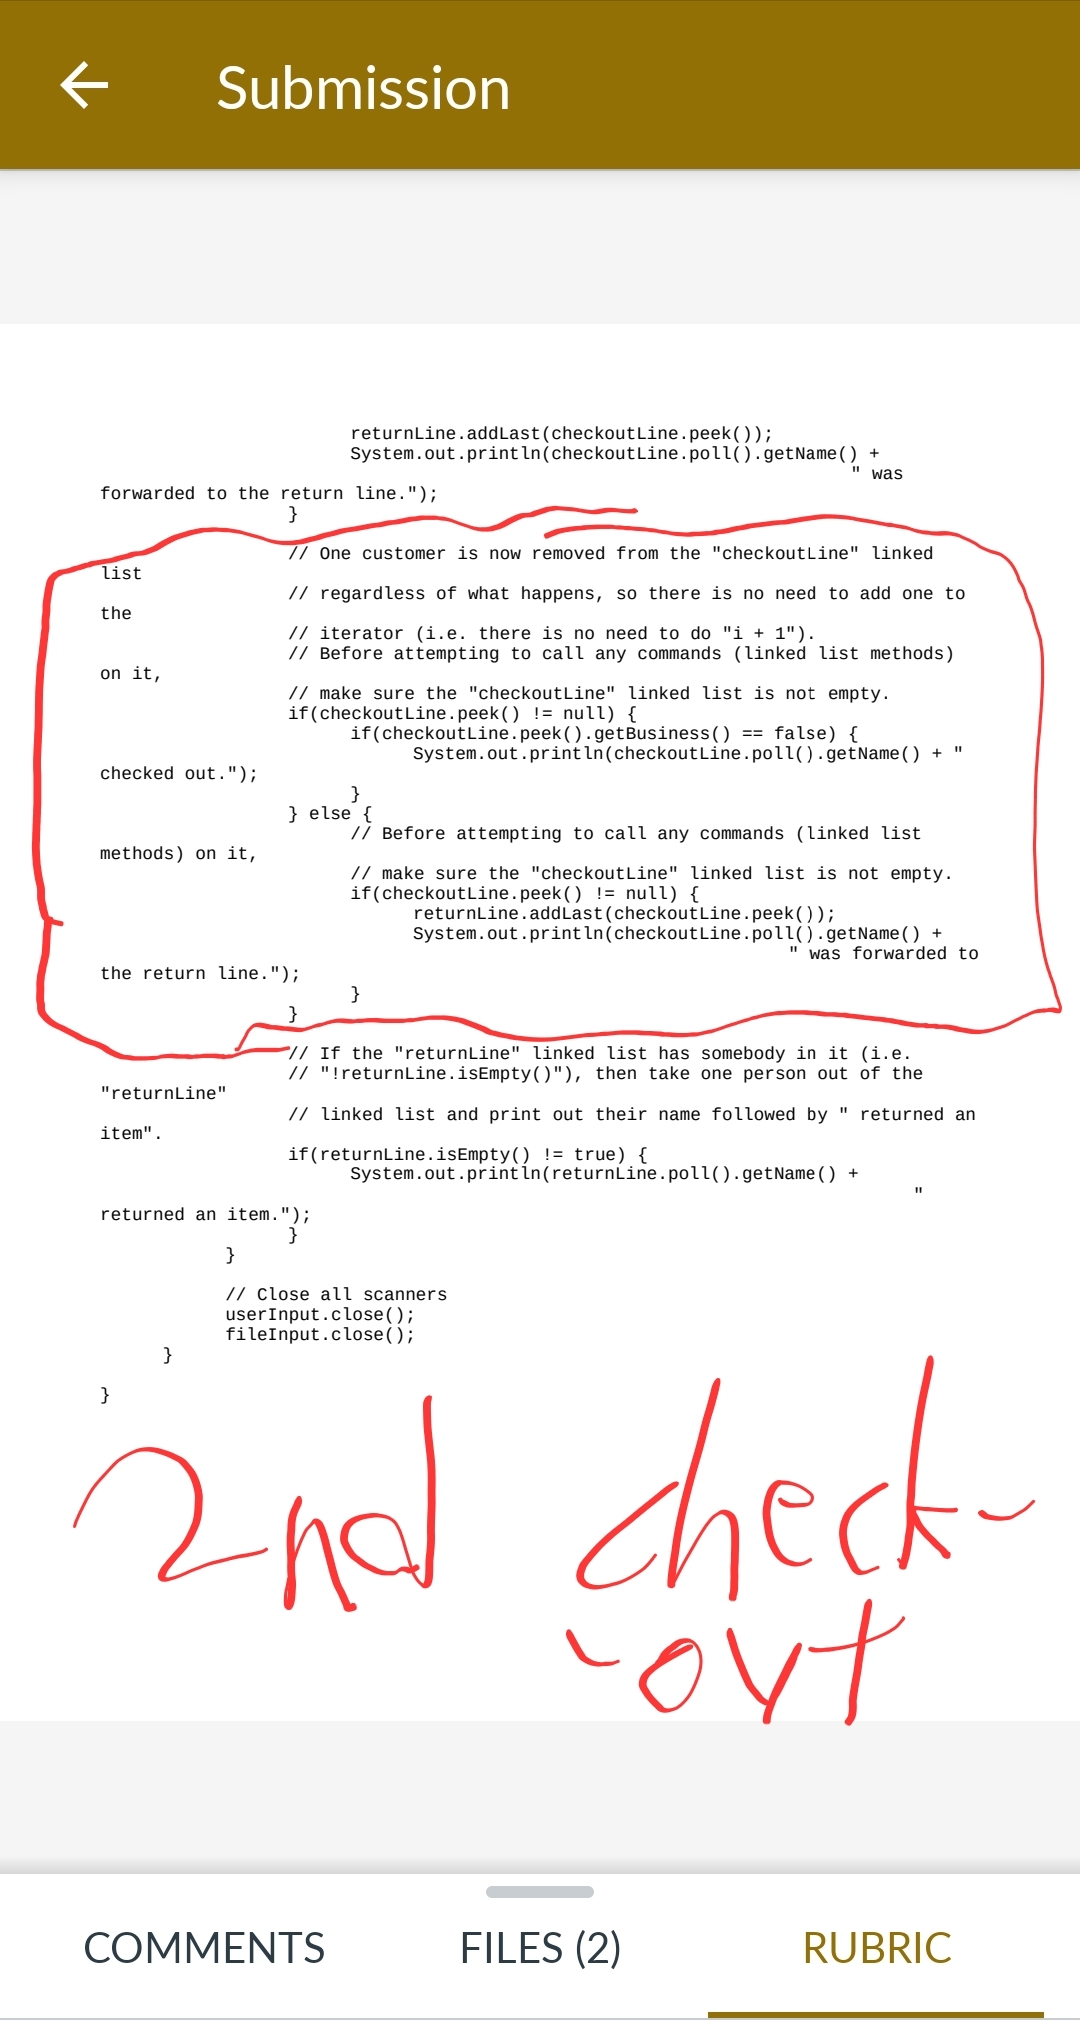 Submission
returnLine.addLast(checkoutLine.peek());
System.out.println(checkoutLine.poll().getName() +
" was
forwarded to the return line.");
}
// One customer is now removed from the "checkoutLine" linked
list
// regardless of what happens, so there is no need to add one to
the
// iterator (i.e. there is no need to do "i + 1").
// Before attempting to call any commands (linked list methods)
on it,
// make sure the "checkoutLine" linked list is not empty.
if(checkoutLine.peek() != null) {
if(checkoutLine.peek().getBusiness() == false) {
System.out.println(checkoutLine.poll().getName() + "
checked out.");
}
} else {
// Before attempting to call any commands (linked list
methods) on it,
// make sure the "checkoutLine" linked list is not empty.
if(checkoutLine.peek() != null) {
returnLine.addLast(checkoutLine.peek());
System.out.println(checkoutLine.poll().getName() +
" was forwarded to
the return line.");
}
}
// If the "returnLine" linked list has somebody in it (i.e.
// "!returnLine.isEmpty()"), then take one person out of the
"returnLine"
// linked list and print out their name followed by " returned an
item".
if(returnLine.isEmpty() != true) {
System.out.println(returnLine.poll().getName() +
"
returned an item.");
}
}
// Close all scanners
userInput.close();
fileInput.close();
}
}
2nd check-
-out
COMMENTS FILES (2) RUBRIC